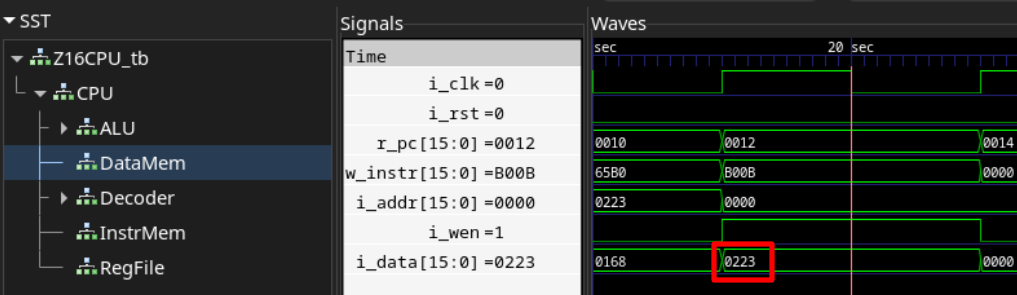 SST
Z16CPU_tb
CPU
ALU
DataMem
Decoder
InstrMem
RegFile
Signals
Time
i_clk =0
i_rst =0
r_pc[15:0] =0012
w_instr[15:0] =B00B
i_addr[15:0] =0000
i_wen =1
i_data[15:0] =0223
Waves
sec 20 sec
0010 0012 0014
65B0 B00B 0000
0223 0000
0168 0223 0000